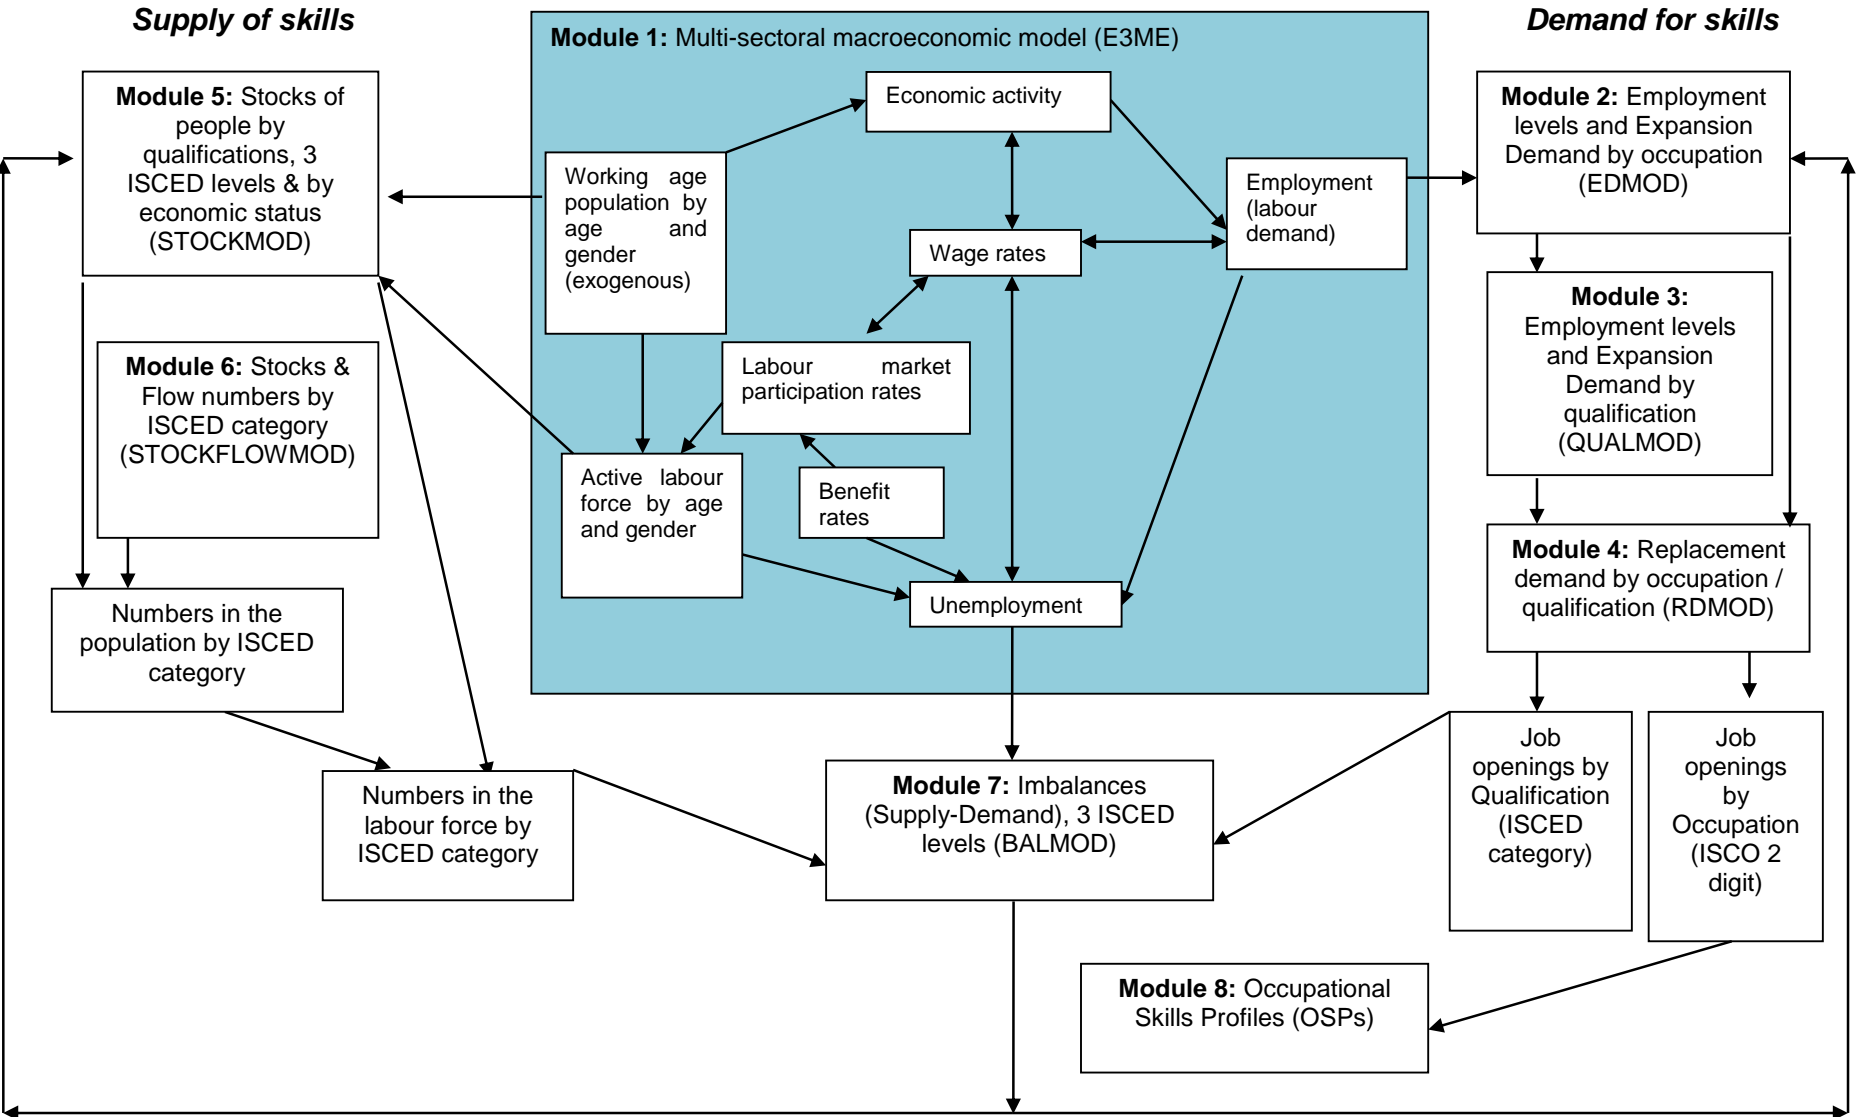 Supply of skills
Demand for skills
Module 1: Multi-sectoral macroeconomic model (E3ME)
Module 5: Stocks of
people by
qualifications, 3
ISCED levels & by
economic status
(STOCKMOD)
Economic activity
Module 2: Employment
levels and Expansion
Demand by occupation
(EDMOD)
Working age
population by
age and
gender
(exogenous)
Employment
(labour
demand)
Wage rates
Module 3:
Employment levels
and Expansion
Demand by
qualification
(QUALMOD)
Module 6: Stocks &
Flow numbers by
ISCED category
(STOCKFLOWMOD)
Labour market
participation rates
Active labour
force by age
and gender
Benefit
rates
Module 4: Replacement
demand by occupation /
qualification (RDMOD)
Unemployment
Numbers in the
population by ISCED
category
Numbers in the
labour force by
ISCED category
Module 7: Imbalances
(Supply-Demand), 3 ISCED
levels (BALMOD)
Job
openings by
Qualification
(ISCED
category)
Job
openings
by
Occupation
(ISCO 2
digit)
Module 8: Occupational
Skills Profiles (OSPs)